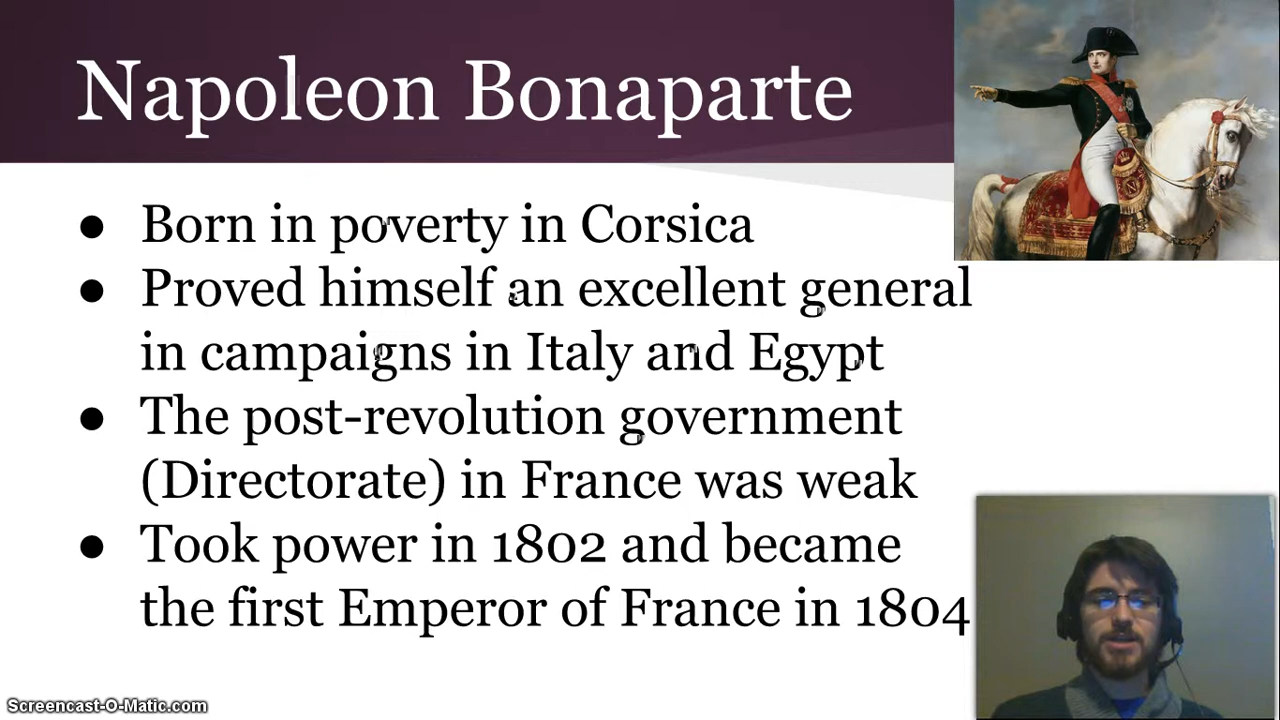 Napoleon Bonaparte
● Born in poverty in Corsica
● Proved himself an excellent general
in campaigns in Italy and Egypt
● The post-revolution government
(Directorate) in France was weak
● Took power in 1802 and became
the first Emperor of France in 1804
Screencast-O-Matic.com